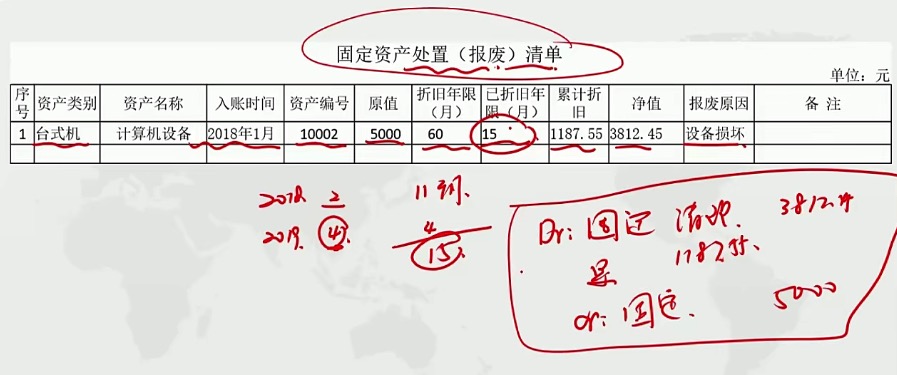 固定资产处置（报废）清单
单位：元
序号 资产类别 资产名称 入账时间 资产编号 原值 折旧年限（月） 已折旧年限（月） 累计折旧 净值 报废原因 备 注
1 台式机 计算机设备 2018年1月 10002 5000 60 15 1187.55 3812.45 设备损坏
2018 2 11
2019 4 4
15
Dr: 固定 清理 3812.4
累 1187.55
cr: 固定 5000